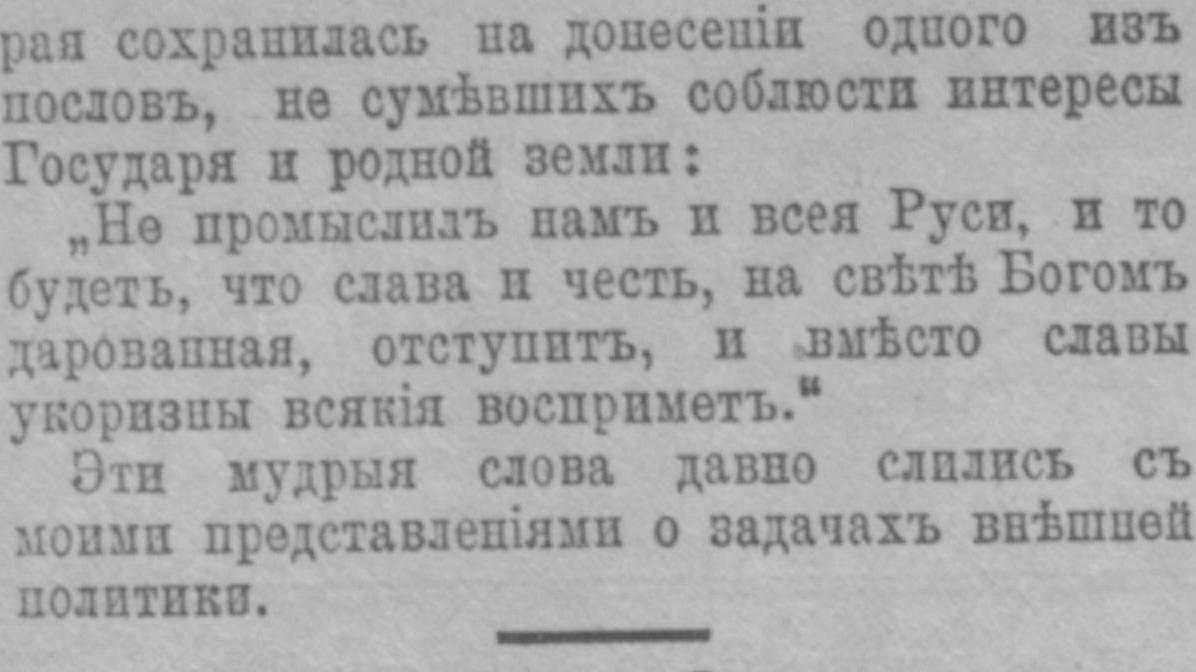 рая сохранилась на донесеніи одного изъ
пословъ, не сумѣвшихъ соблюсти интересы
Государя и родной земли:
„Не промыслилъ намъ и всея Руси, и то
будетъ, что слава и честь, на свѣтѣ Богомъ
дарованная, отступитъ, и вмѣсто славы
укоризны всякія воспріметъ.“
Эти мудрыя слова давно слились съ
моими представленіями о задачахъ внѣшней
политики.